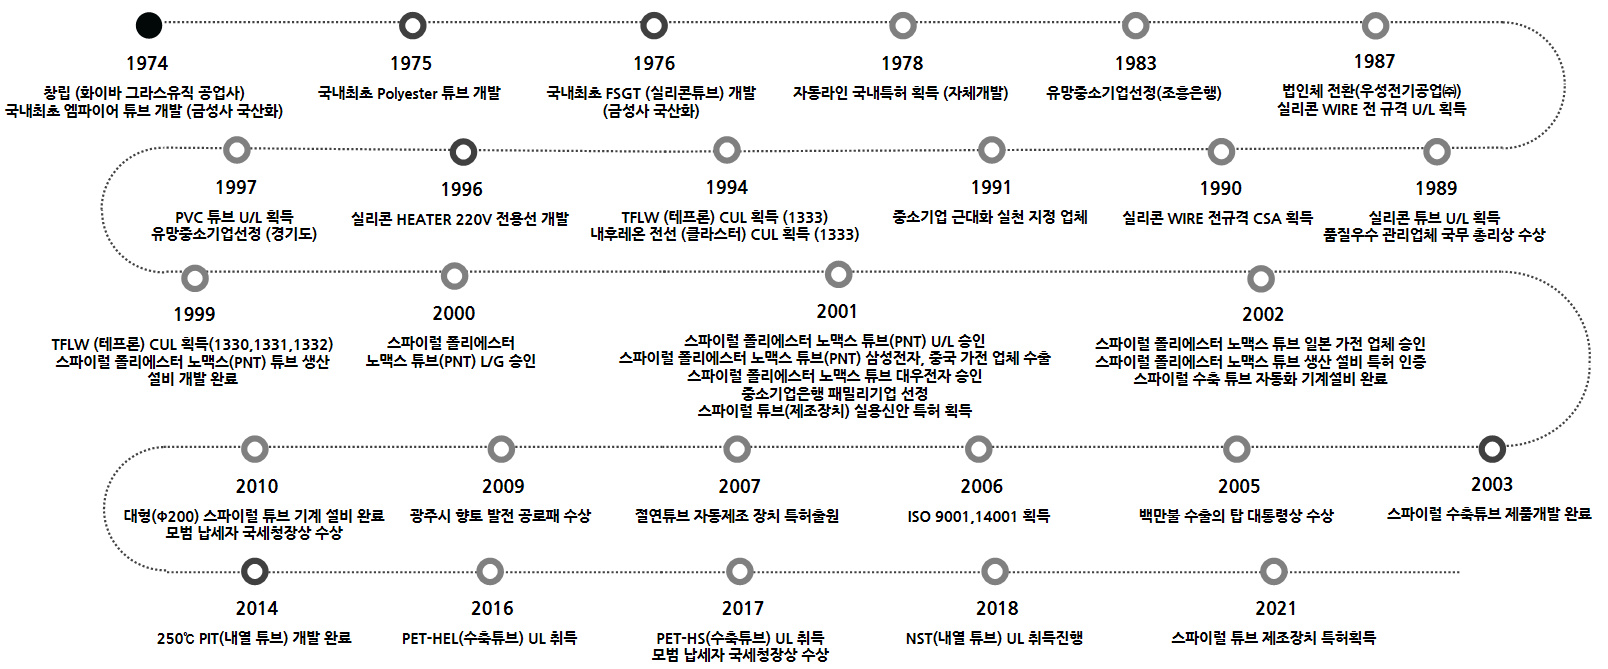 1974
창립 (화이바 그라스유직 공업사)
국내최초 엠파이어 튜브 개발 (금성사 국산화)
1975
국내최초 Polyester 튜브 개발
1976
국내최초 FSGT (실리콘튜브) 개발
(금성사 국산화)
1978
자동라인 국내특허 획득 (자체개발)
1983
유망중소기업선정(조흥은행)
1987
법인체 전환(우성전기공업㈜)
실리콘 WIRE 전 규격 U/L 획득
1989
실리콘 튜브 U/L 획득
품질우수 관리업체 국무 총리상 수상
1990
실리콘 WIRE 전규격 CSA 획득
1991
중소기업 근대화 실천 지정 업체
1994
TFLW (테프론) CUL 획득 (1333)
내후레온 전선 (클라스터) CUL 획득 (1333)
1996
실리콘 HEATER 220V 전용선 개발
1997
PVC 튜브 U/L 획득
유망중소기업선정 (경기도)
1999
TFLW (테프론) CUL 획득(1330,1331,1332)
스파이럴 폴리에스터 노맥스(PNT) 튜브 생산
설비 개발 완료
2000
스파이럴 폴리에스터
노맥스 튜브(PNT) L/G 승인
2001
스파이럴 폴리에스터 노맥스 튜브(PNT) U/L 승인
스파이럴 폴리에스터 노맥스 튜브(PNT) 삼성전자, 중국 가전 업체 수출
스파이럴 폴리에스터 노맥스 튜브 대우전자 승인
중소기업은행 패밀리기업 선정
스파이럴 튜브(제조장치) 실용신안 특허 획득
2002
스파이럴 폴리에스터 노맥스 튜브 일본 가전 업체 승인
스파이럴 폴리에스터 노맥스 튜브 생산 설비 특허 인증
스파이럴 수축 튜브 자동화 기계설비 완료
2003
스파이럴 수축튜브 제품개발 완료
2005
백만불 수출의 탑 대통령상 수상
2006
ISO 9001,14001 획득
2007
절연튜브 자동제조 장치 특허출원
2009
광주시 향토 발전 공로패 수상
2010
대형(Φ200) 스파이럴 튜브 기계 설비 완료
모범 납세자 국세청장상 수상
2014
250℃ PIT(내열 튜브) 개발 완료
2016
PET-HEL(수축튜브) UL 취득
2017
PET-HS(수축튜브) UL 취득
모범 납세자 국세청장상 수상
2018
NST(내열 튜브) UL 취득진행
2021
스파이럴 튜브 제조장치 특허획득